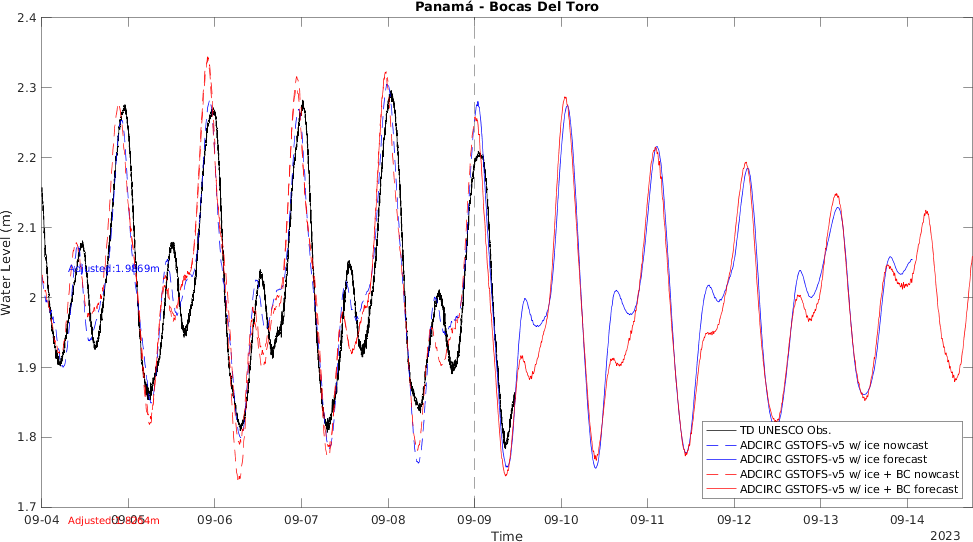 Panamá - Bocas Del Toro
2.4
2.3
2.2
2.1
2
1.9
1.8
1.7
Water Level (m)
Adjusted:1.9869m
TD UNESCO Obs.
ADCIRC GSTOFS-v5 w/ ice nowcast
ADCIRC GSTOFS-v5 w/ ice forecast
ADCIRC GSTOFS-v5 w/ ice + BC nowcast
ADCIRC GSTOFS-v5 w/ ice + BC forecast
09-04 09-05 09-06 09-07 09-08 09-09 09-10 09-11 09-12 09-13 09-14
Time
2023